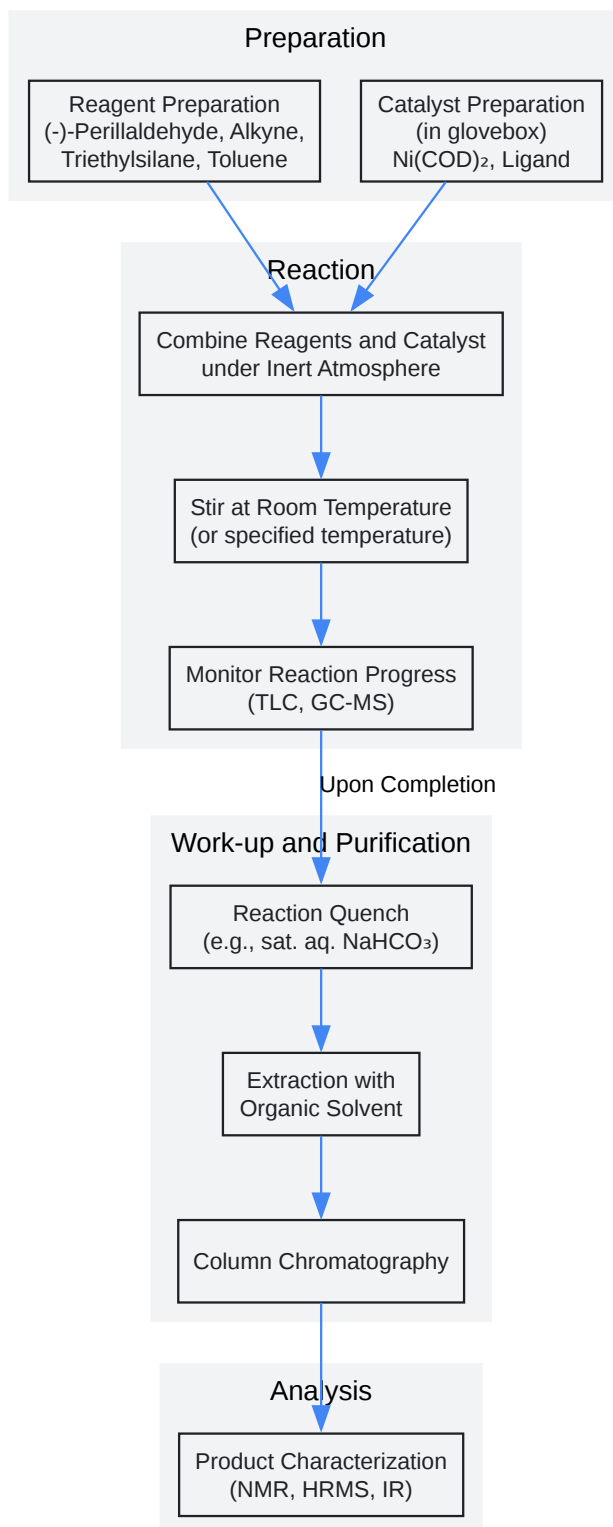 Preparation
Reagent Preparation
(-)-Perillaldehyde, Alkyne,
Triethylsilane, Toluene
Catalyst Preparation
(in glovebox)
Ni(COD)₂, Ligand
Reaction
Combine Reagents and Catalyst
under Inert Atmosphere
Stir at Room Temperature
(or specified temperature)
Monitor Reaction Progress
(TLC, GC-MS)
Upon Completion
Work-up and Purification
Reaction Quench
(e.g., sat. aq. NaHCO₃)
Extraction with
Organic Solvent
Column Chromatography
Analysis
Product Characterization
(NMR, HRMS, IR)